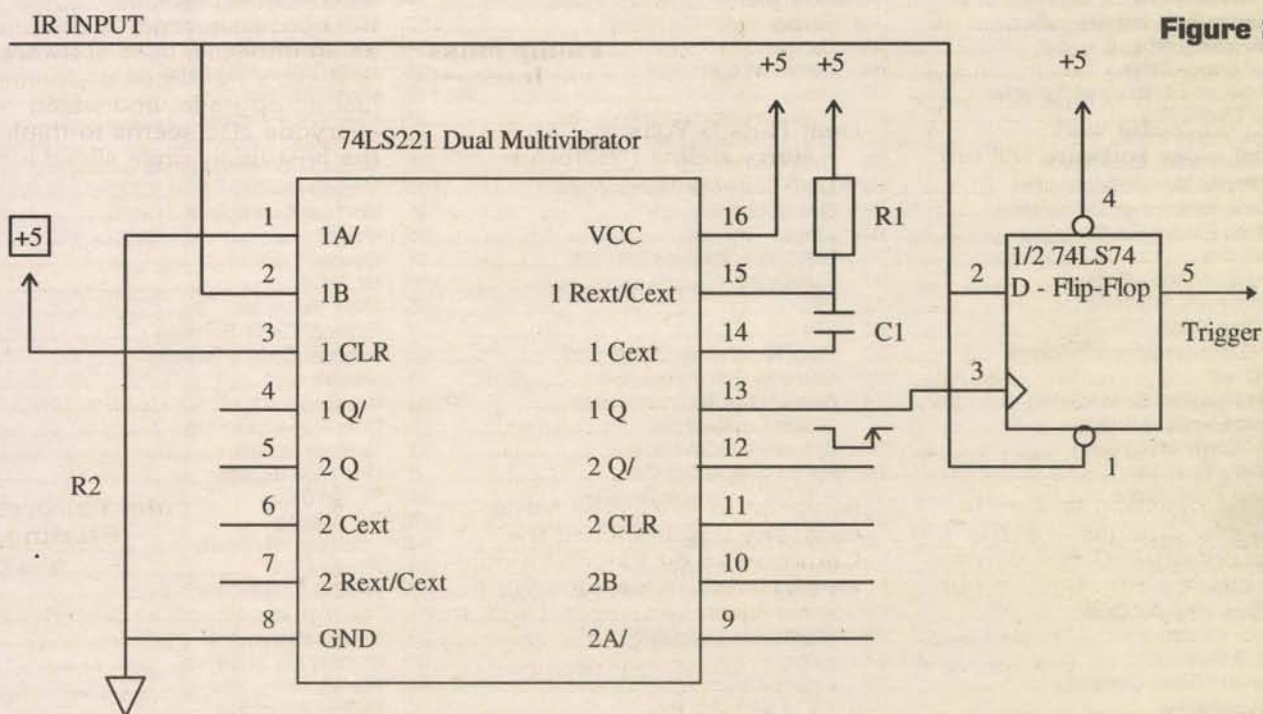 IR INPUT
Figure
+5 +5 +5
74LS221 Dual Multivibrator
+5
1 1A/
2 1B
3 1 CLR
4 1 Q/
5 2 Q
6 2 Cext
7 2 Rext/Cext
8 GND
R2
VCC 16
1 Rext/Cext 15
1 Cext 14
1 Q 13
2 Q/ 12
2 CLR 11
2B 10
2A/ 9
R1
C1
4
1/2 74LS74
D - Flip-Flop
2
3
5
Trigger
1